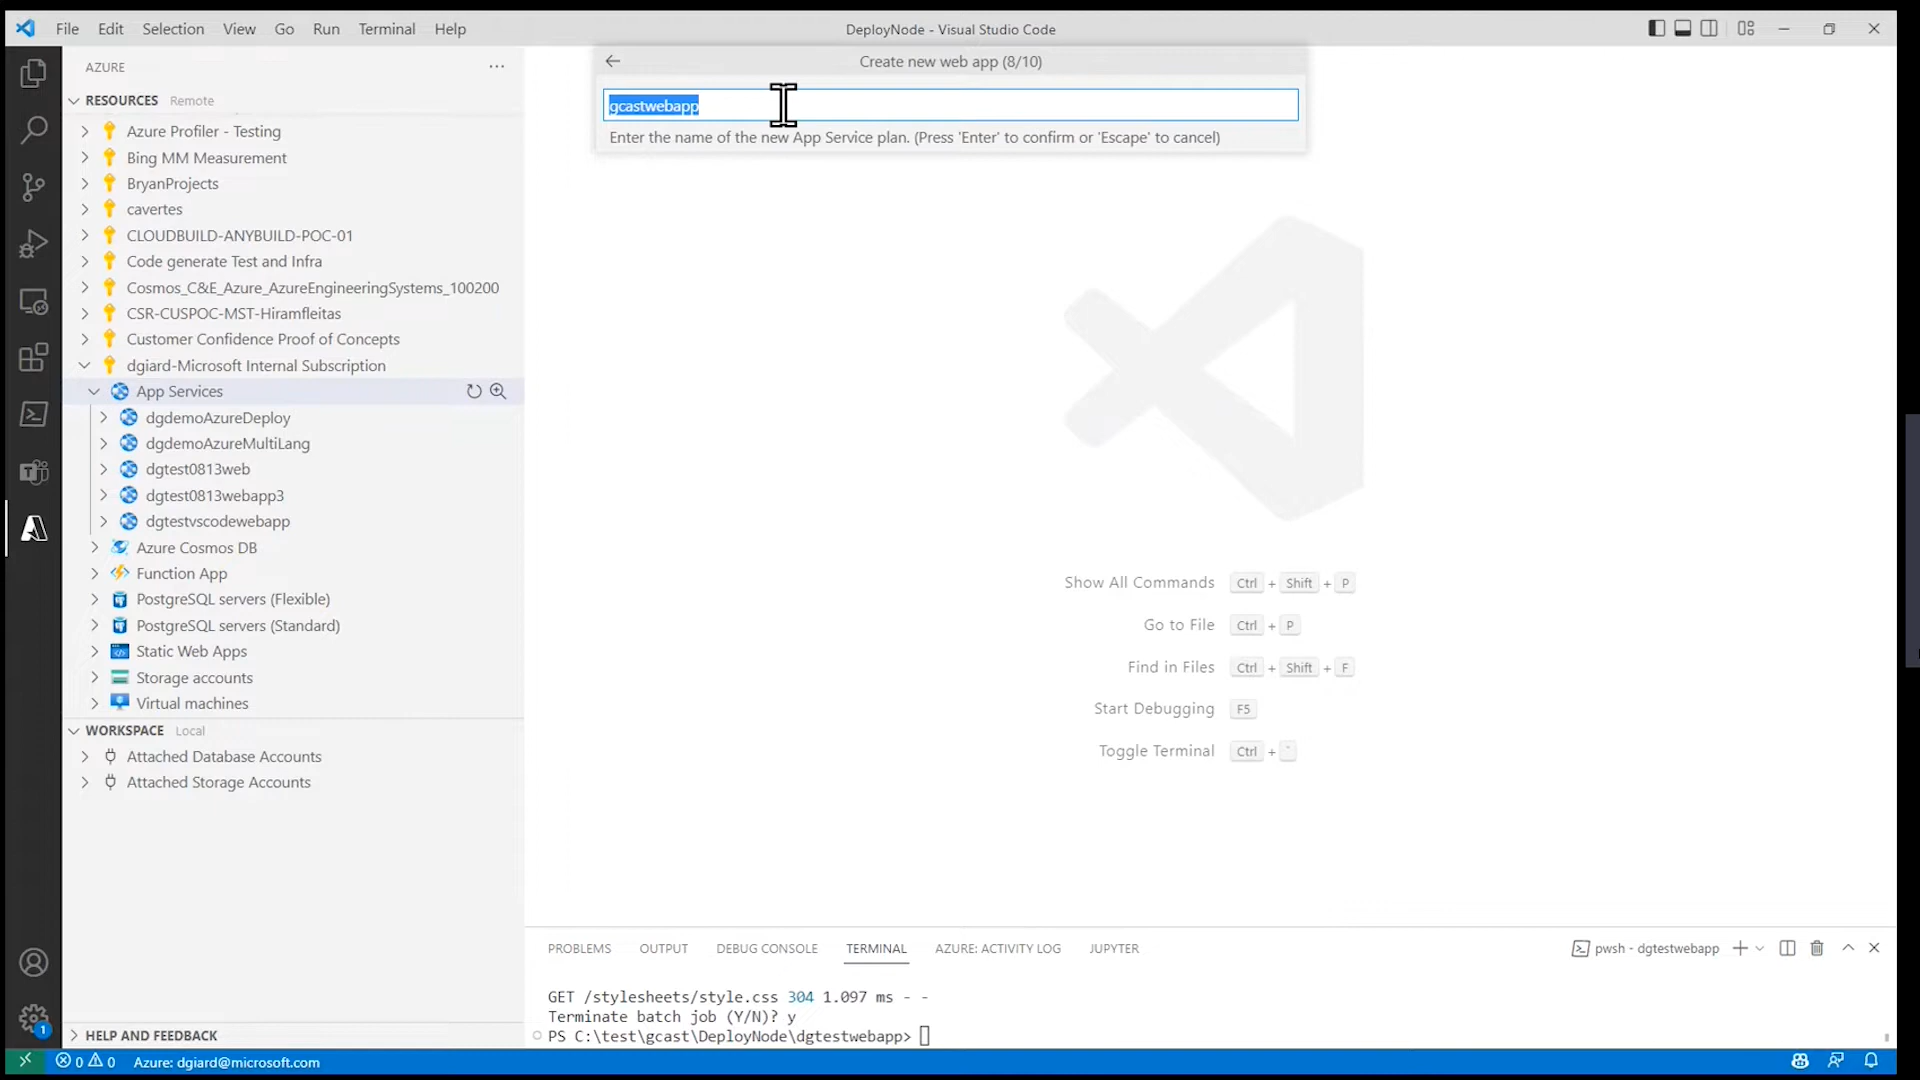 File Edit Selection View Go Run Terminal Help
DeployNode - Visual Studio Code
AZURE
RESOURCES Remote
Azure Profiler - Testing
Bing MM Measurement
BryanProjects
cavertes
CLOUDBUILD-ANYBUILD-POC-01
Code generate Test and Infra
Cosmos_C&E_Azure_AzureEngineeringSystems_100200
CSR-CUSPOC-MST-Hiramfleitas
Customer Confidence Proof of Concepts
dgiard-Microsoft Internal Subscription
App Services
dgdemoAzureDeploy
dgdemoAzureMultiLang
dgtest0813web
dgtest0813webapp3
dgtestvscodewebapp
Azure Cosmos DB
Function App
PostgreSQL servers (Flexible)
PostgreSQL servers (Standard)
Static Web Apps
Storage accounts
Virtual machines
WORKSPACE Local
Attached Database Accounts
Attached Storage Accounts
HELP AND FEEDBACK
Create new web app (8/10)
gcastwebapp
Enter the name of the new App Service plan. (Press 'Enter' to confirm or 'Escape' to cancel)
Show All Commands Ctrl + Shift + P
Go to File Ctrl + P
Find in Files Ctrl + Shift + F
Start Debugging F5
Toggle Terminal Ctrl + `
PROBLEMS OUTPUT DEBUG CONSOLE TERMINAL AZURE: ACTIVITY LOG JUPYTER
pwsh - dgtestwebapp
GET /stylesheets/style.css 304 1.097 ms - -
Terminate batch job (Y/N)? y
PS C:\test\gcast\DeployNode\dgtestwebapp>
1
0 0 Azure: dgiard@microsoft.com